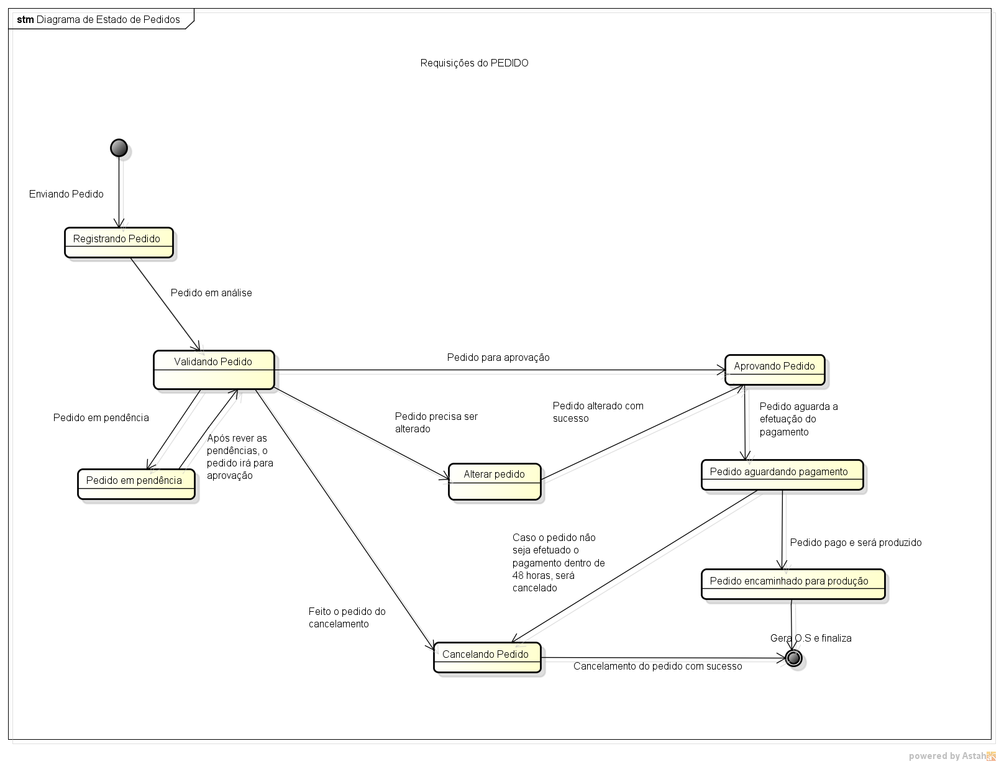 stm Diagrama de Estado de Pedidos
Requisições do PEDIDO
Enviando Pedido
Registrando Pedido
Pedido em análise
Validando Pedido
Pedido para aprovação
Aprovando Pedido
Pedido em pendência
Após rever as
pendências, o
pedido irá para
aprovação
Pedido precisa ser
alterado
Pedido alterado com
sucesso
Pedido aguarda a
efetuação do
pagamento
Pedido em pendência
Alterar pedido
Pedido aguardando pagamento
Caso o pedido não
seja efetuado o
pagamento dentro de
48 horas, será
cancelado
Pedido pago e será produzido
Pedido encaminhado para produção
Feito o pedido do
cancelamento
Gera O.S e finaliza
Cancelando Pedido
Cancelamento do pedido com sucesso
powered by Astah